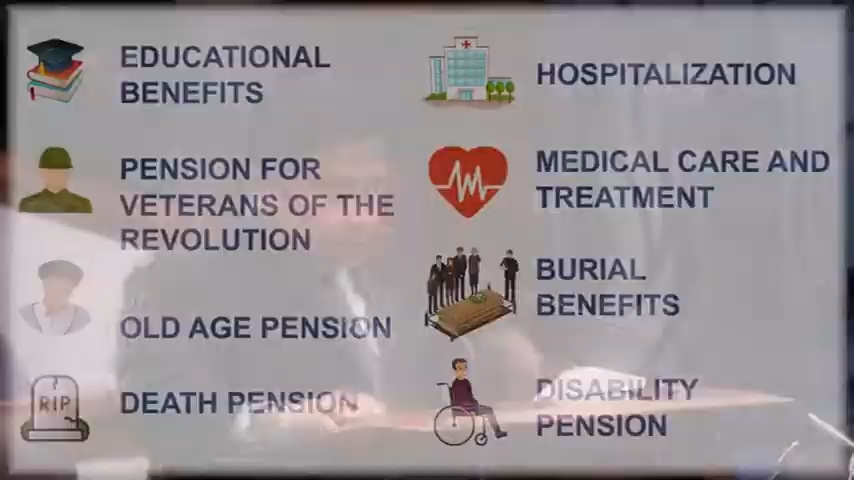 EDUCATIONAL
BENEFITS
PENSION FOR
VETERANS OF THE
REVOLUTION
OLD AGE PENSION
RIP
DEATH PENSION
HOSPITALIZATION
MEDICAL CARE AND
TREATMENT
BURIAL
BENEFITS
DISABILITY
PENSION